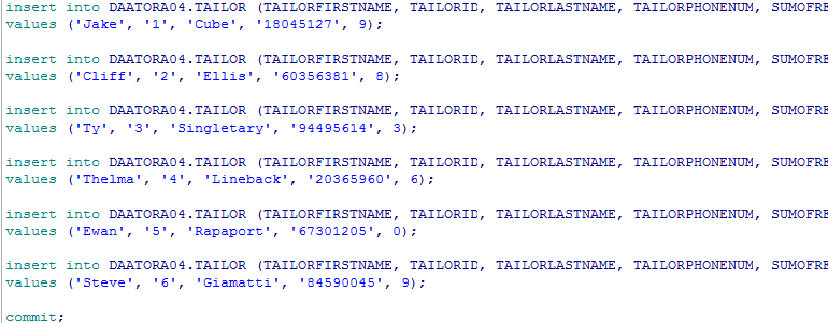 insert into DAATORA04.TAILOR (TAILORFIRSTNAME, TAILORID, TAILORLASTNAME, TAILORPHONENUM, SUMOFRE
values ('Jake', '1', 'Cube', '18045127', 9);
insert into DAATORA04.TAILOR (TAILORFIRSTNAME, TAILORID, TAILORLASTNAME, TAILORPHONENUM, SUMOFRE
values ('Cliff', '2', 'Ellis', '60356381', 8);
insert into DAATORA04.TAILOR (TAILORFIRSTNAME, TAILORID, TAILORLASTNAME, TAILORPHONENUM, SUMOFRE
values ('Ty', '3', 'Singletary', '94495614', 3);
insert into DAATORA04.TAILOR (TAILORFIRSTNAME, TAILORID, TAILORLASTNAME, TAILORPHONENUM, SUMOFRE
values ('Thelma', '4', 'Lineback', '20365960', 6);
insert into DAATORA04.TAILOR (TAILORFIRSTNAME, TAILORID, TAILORLASTNAME, TAILORPHONENUM, SUMOFRE
values ('Ewan', '5', 'Rapaport', '67301205', 0);
insert into DAATORA04.TAILOR (TAILORFIRSTNAME, TAILORID, TAILORLASTNAME, TAILORPHONENUM, SUMOFRE
values ('Steve', '6', 'Giamatti', '84590045', 9);
commit;